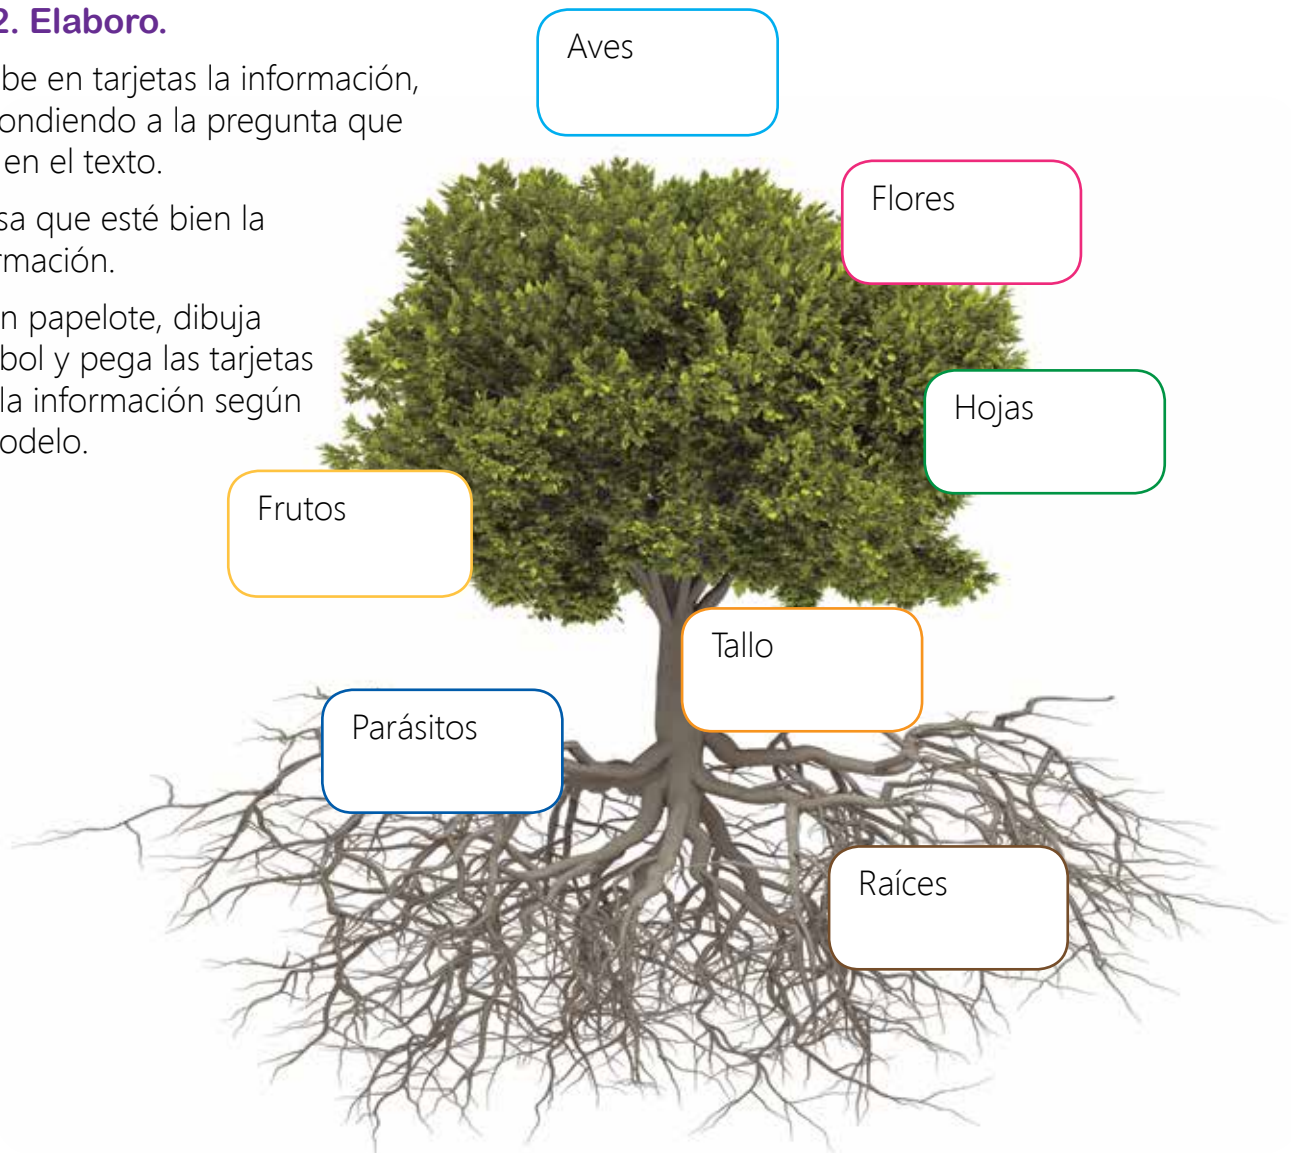 2. Elaboro.
be en tarjetas la información,
ondiendo a la pregunta que
en el texto.
sa que esté bien la
rmación.
n papelote, dibuja
bol y pega las tarjetas
la información según
odelo.
Aves
Flores
Hojas
Frutos
Tallo
Parásitos
Raíces